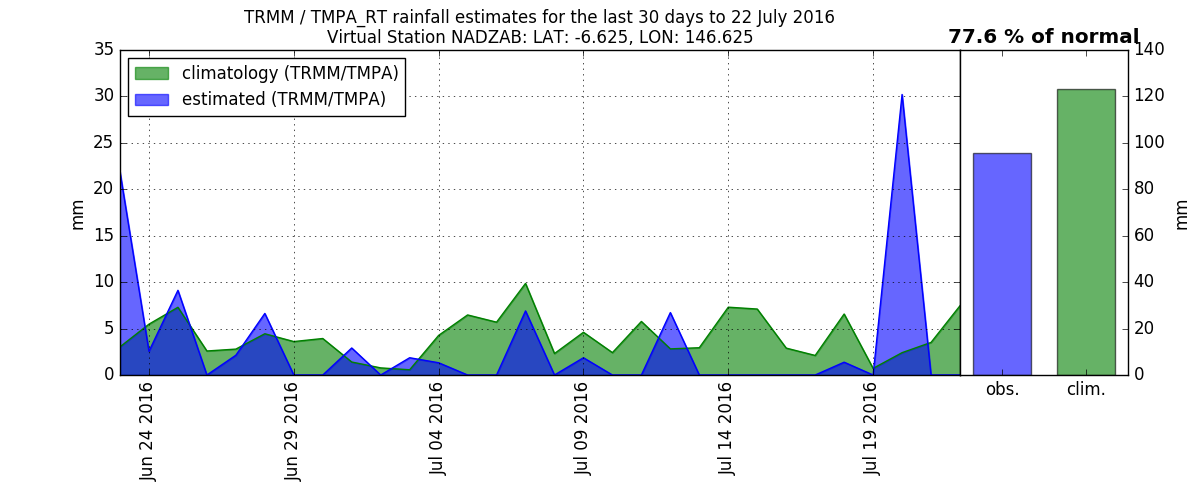 TRMM / TMPA_RT rainfall estimates for the last 30 days to 22 July 2016
Virtual Station NADZAB: LAT: -6.625, LON: 146.625
77.6 % of normal
climatology (TRMM/TMPA)
estimated (TRMM/TMPA)
mm
35
30
25
20
15
10
5
0
Jun 24 2016
Jun 29 2016
Jul 04 2016
Jul 09 2016
Jul 14 2016
Jul 19 2016
obs.
clim.
140
120
100
80
60
40
20
0
mm